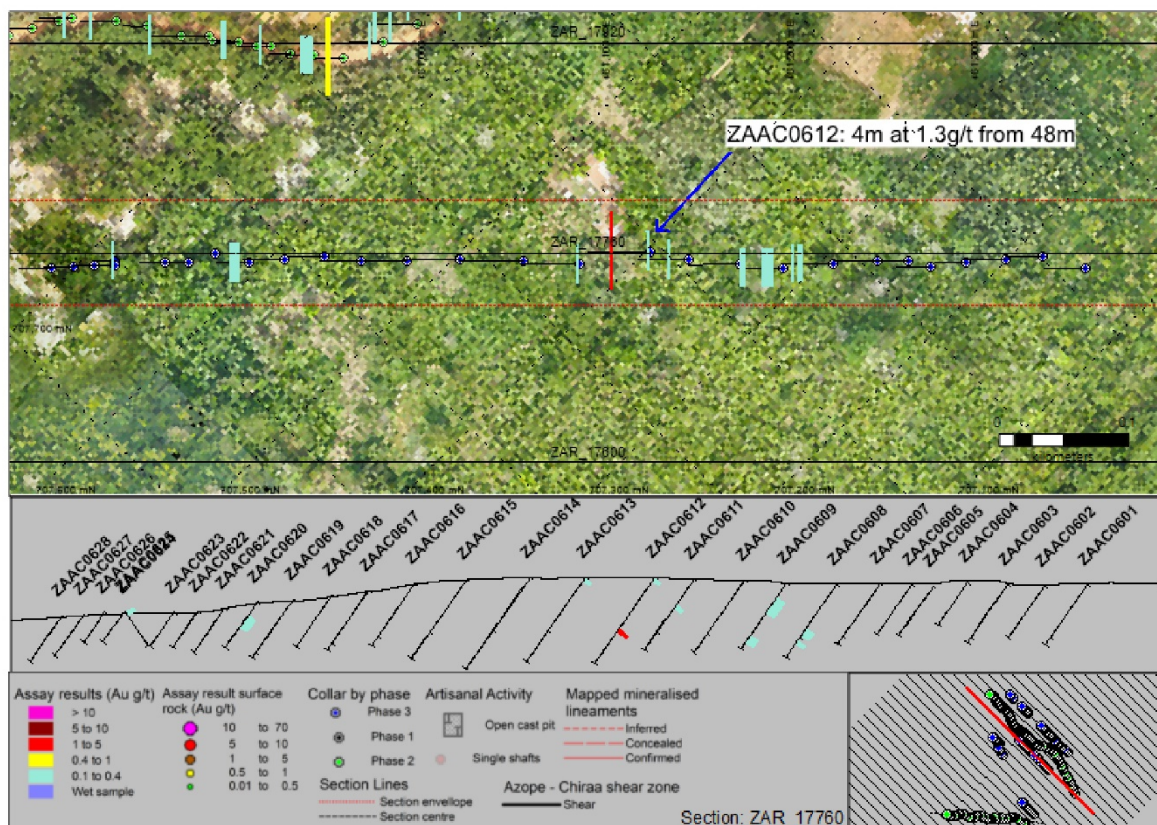 ZAR_17920
ZAAC0612: 4m at 1.3g/t from 48m
ZAR_17760
707,700 mN
0
0.1
kilometers
ZAR_17600
707,600 mN
707,500 mN
707,400 mN
707,300 mN
707,200 mN
707,100 mN
ZAAC0628
ZAAC0627
ZAAC0626
ZAAC0623
ZAAC0622
ZAAC0621
ZAAC0620
ZAAC0619
ZAAC0618
ZAAC0617
ZAAC0616
ZAAC0615
ZAAC0614
ZAAC0613
ZAAC0612
ZAAC0611
ZAAC0610
ZAAC0609
ZAAC0608
ZAAC0607
ZAAC0606
ZAAC0605
ZAAC0604
ZAAC0603
ZAAC0602
ZAAC0601
Assay results (Au g/t)
> 10
5 to 10
1 to 5
0.4 to 1
0.1 to 0.4
Wet sample
Assay result surface
rock (Au g/t)
10 to 70
5 to 10
1 to 5
0.5 to 1
0.01 to 0.5
Collar by phase
Phase 3
Phase 1
Phase 2
Artisanal Activity
Open cast pit
Single shafts
Mapped mineralised
lineaments
Inferred
Concealed
Confirmed
Section Lines
Section envelope
Section centre
Azope - Chiraa shear zone
Shear
Section: ZAR_17760